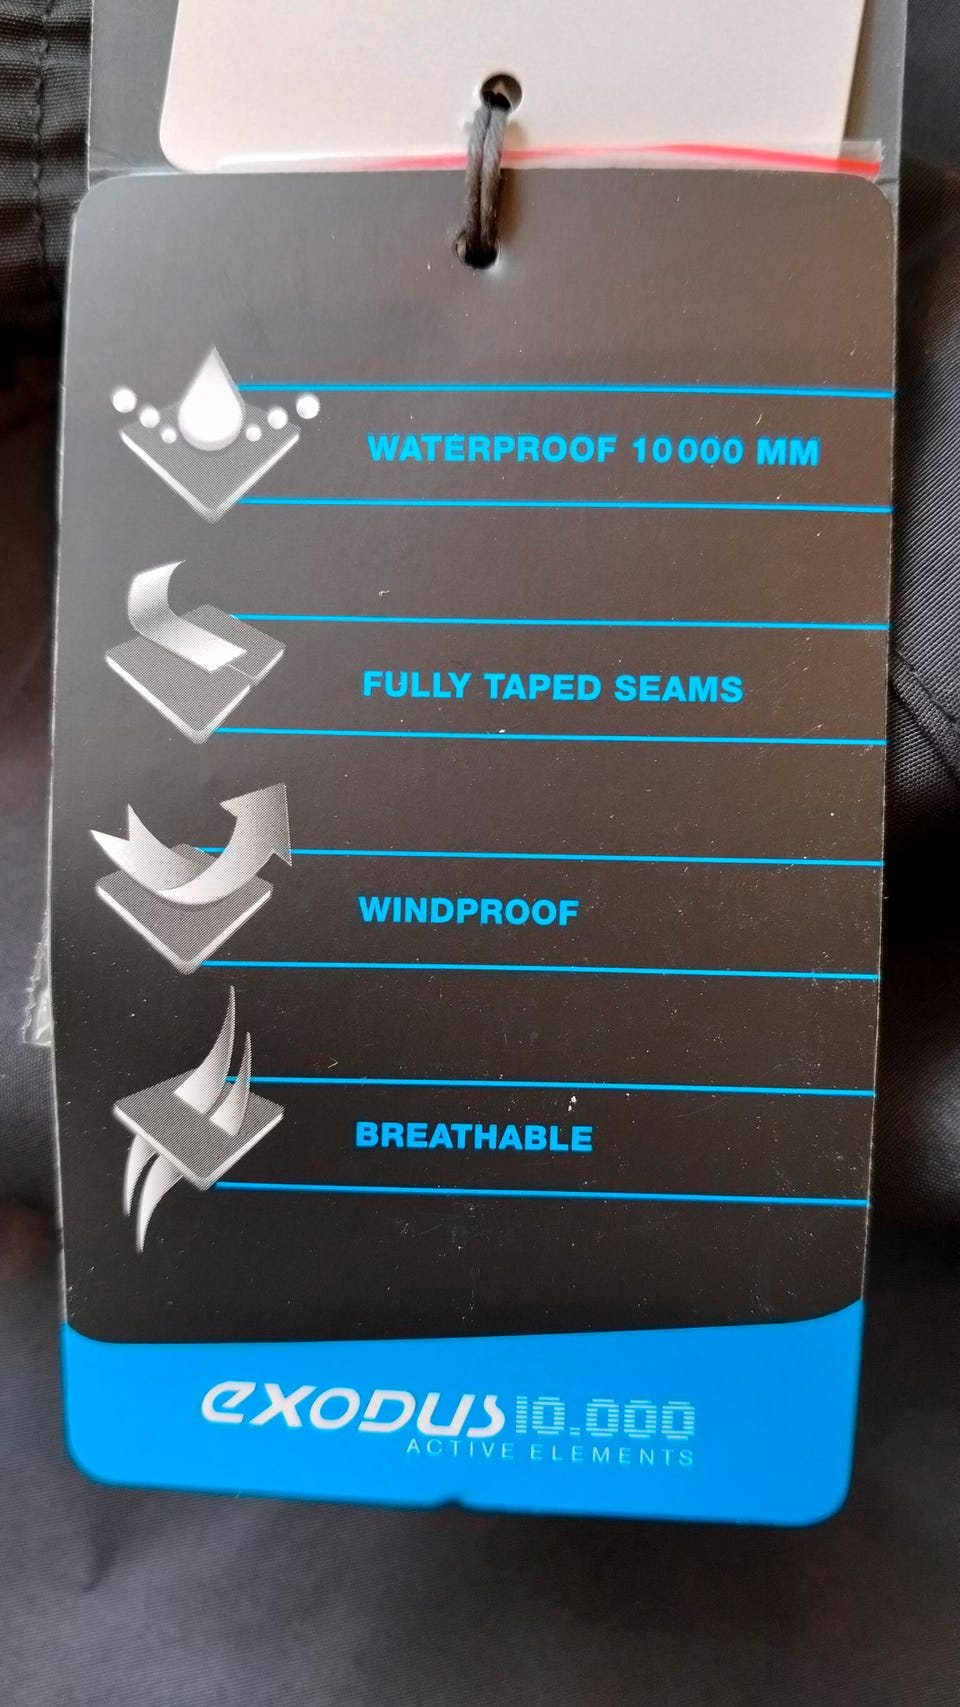 WATERPROOF 10000 MM
FULLY TAPED SEAMS
WINDPROOF
BREATHABLE
exodus 10.000
ACTIVE ELEMENTS